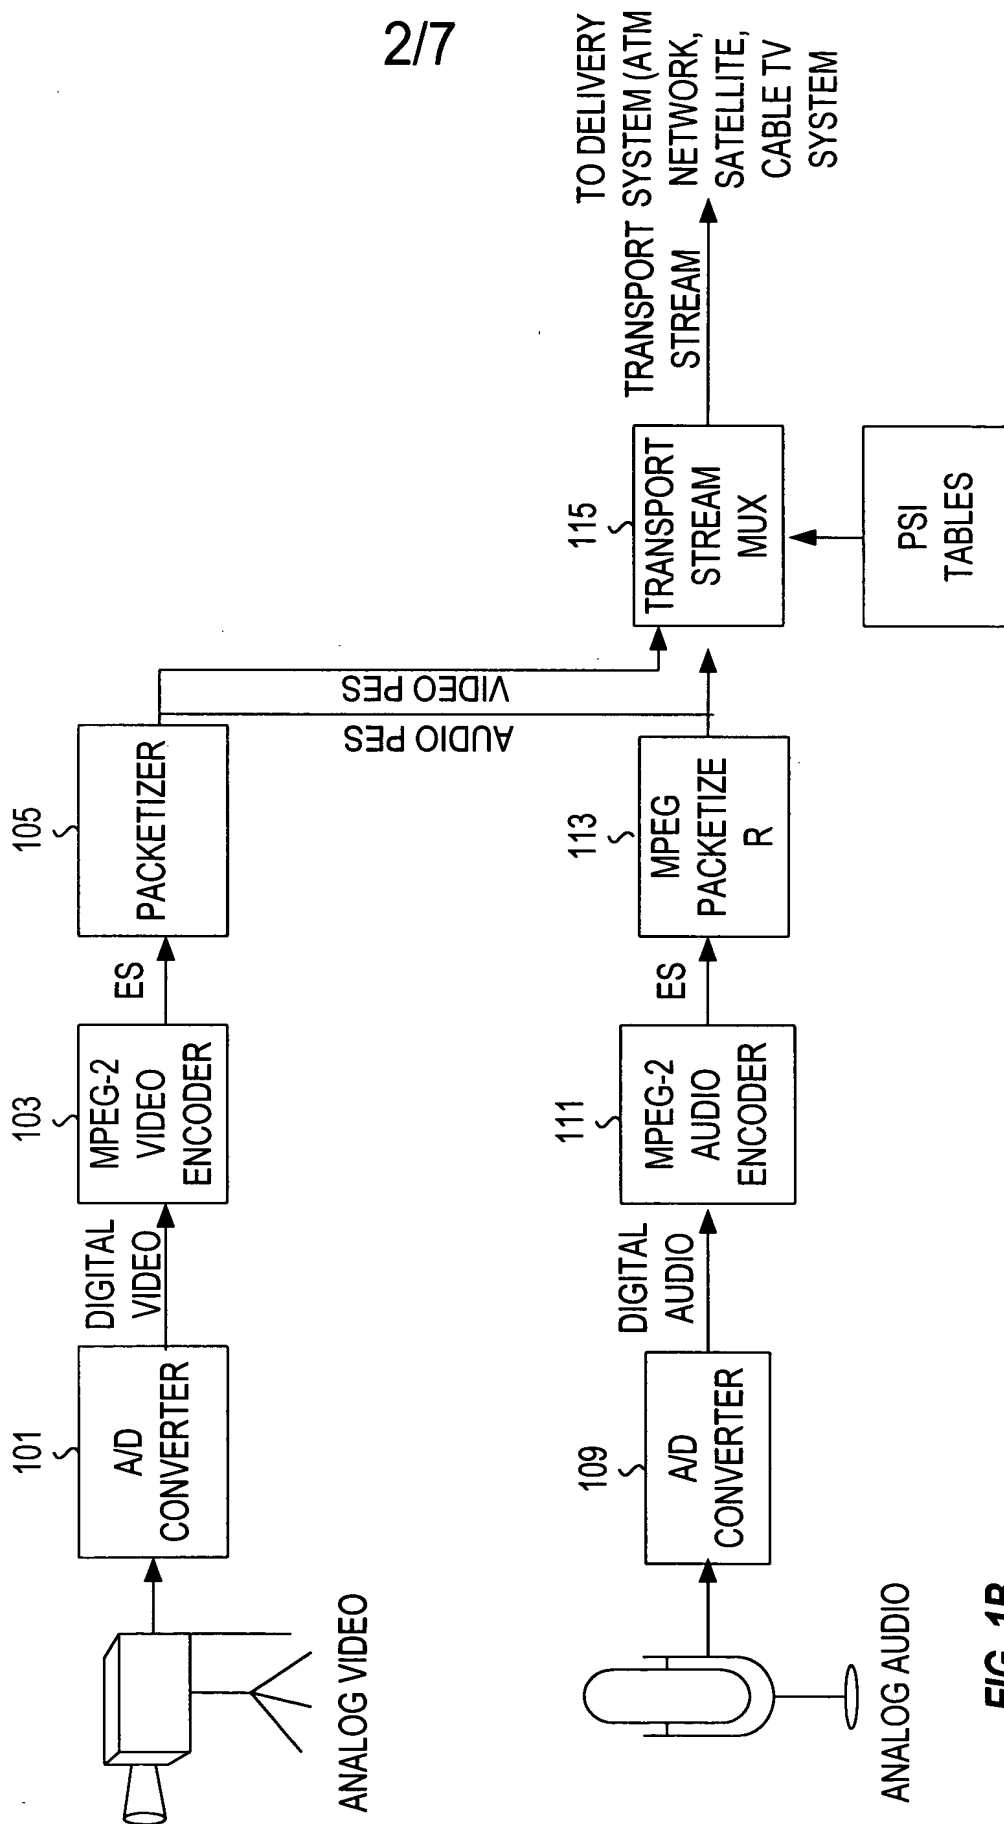 2/7
ANALOG VIDEO
101
A/D
CONVERTER
DIGITAL
VIDEO
103
MPEG-2
VIDEO
ENCODER
ES
105
PACKETIZER
VIDEO PES
AUDIO PES
ANALOG AUDIO
109
A/D
CONVERTER
DIGITAL
AUDIO
111
MPEG-2
AUDIO
ENCODER
ES
113
MPEG
PACKETIZE
R
115
TRANSPORT
STREAM
MUX
PSI
TABLES
TRANSPORT
STREAM
TO DELIVERY
SYSTEM (ATM
NETWORK,
SATELLITE,
CABLE TV
SYSTEM
FIG. 1B